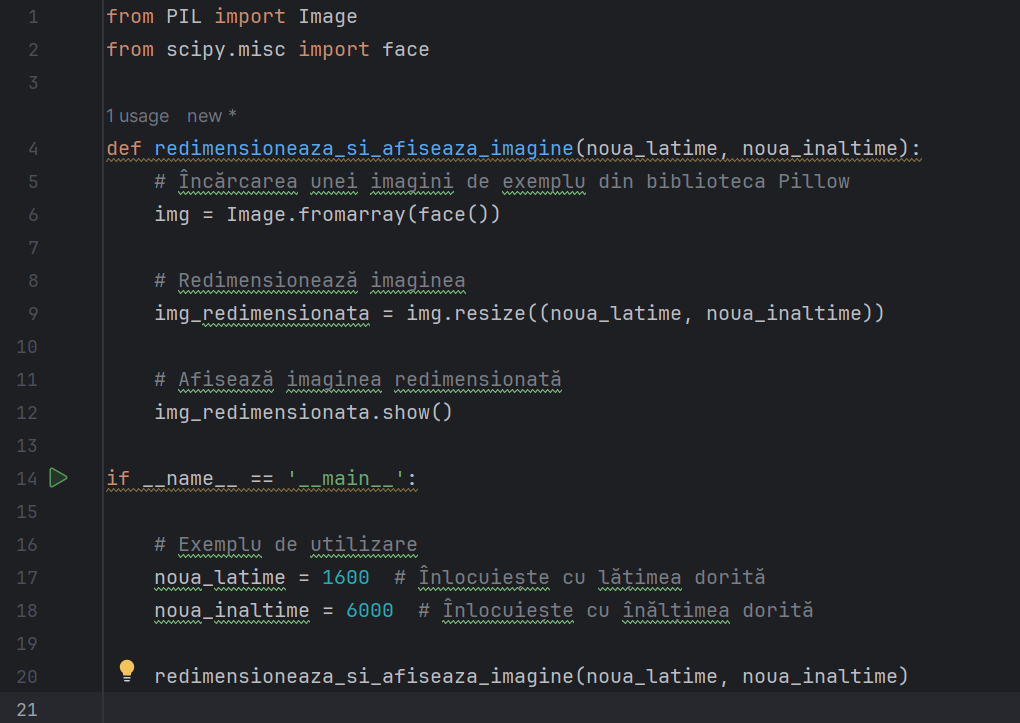 1 from PIL import Image
2 from scipy.misc import face
3
1 usage new *
4 def redimensioneaza_si_afiseaza_imagine(noua_latime, noua_inaltime):
5     # Încărcarea unei imagini de exemplu din biblioteca Pillow
6     img = Image.fromarray(face())
7
8     # Redimensionează imaginea
9     img_redimensionata = img.resize((noua_latime, noua_inaltime))
10
11     # Afisează imaginea redimensionată
12     img_redimensionata.show()
13
14 if __name__ == '__main__':
15
16     # Exemplu de utilizare
17     noua_latime = 1600  # Înlocuieste cu lătimea dorită
18     noua_inaltime = 6000  # Înlocuieste cu înăltimea dorită
19
20     redimensioneaza_si_afiseaza_imagine(noua_latime, noua_inaltime)
21